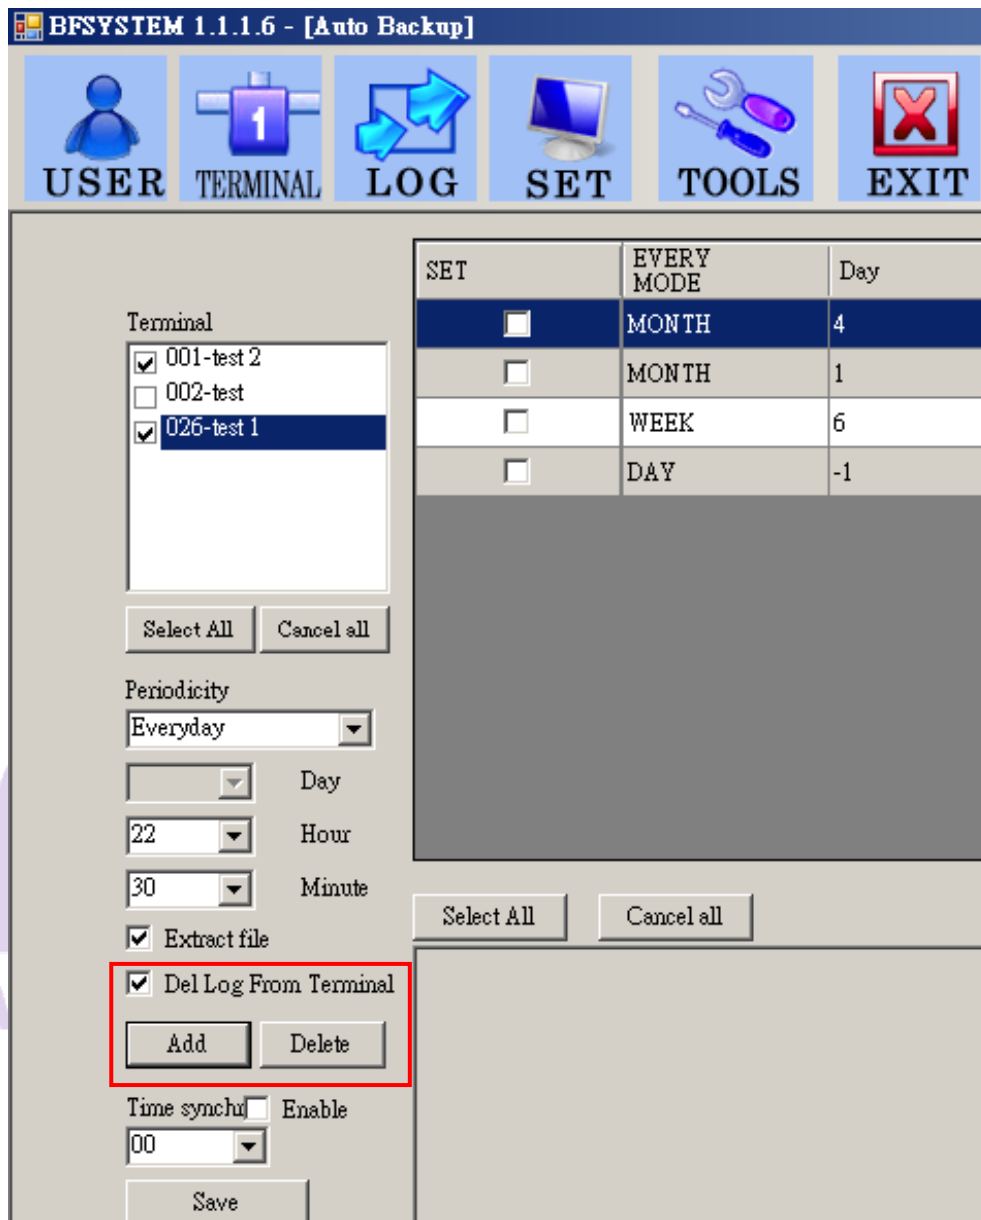 BFSYSTEM 1.1.1.6 - [Auto Backup]
1
USER TERMINAL LOG SET TOOLS EXIT
SET EVERY MODE Day
MONTH 4
MONTH 1
WEEK 6
DAY -1
Terminal
001-test 2
002-test
026-test 1
Select All Cancel all
Periodicity
Everyday
Day
22 Hour
30 Minute
Extract file
Del Log From Terminal
Add Delete
Time synchr Enable
00
Save
Select All Cancel all